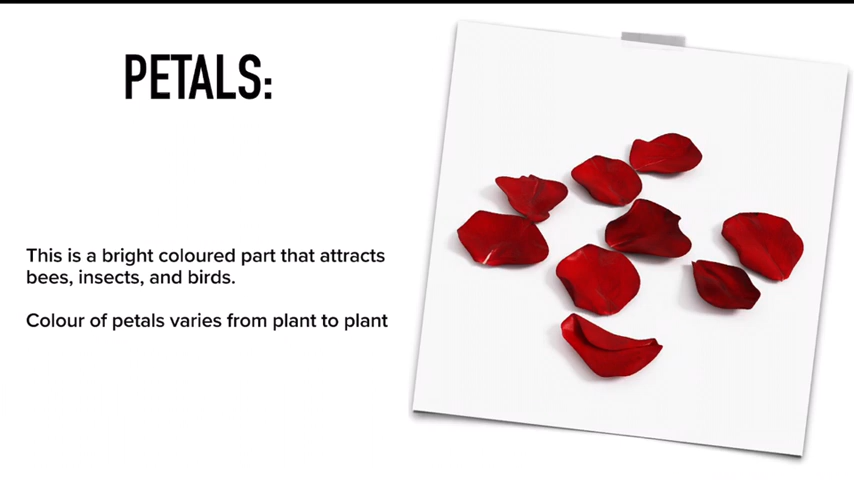 PETALS:
This is a bright coloured part that attracts
bees, insects, and birds.
Colour of petals varies from plant to plant